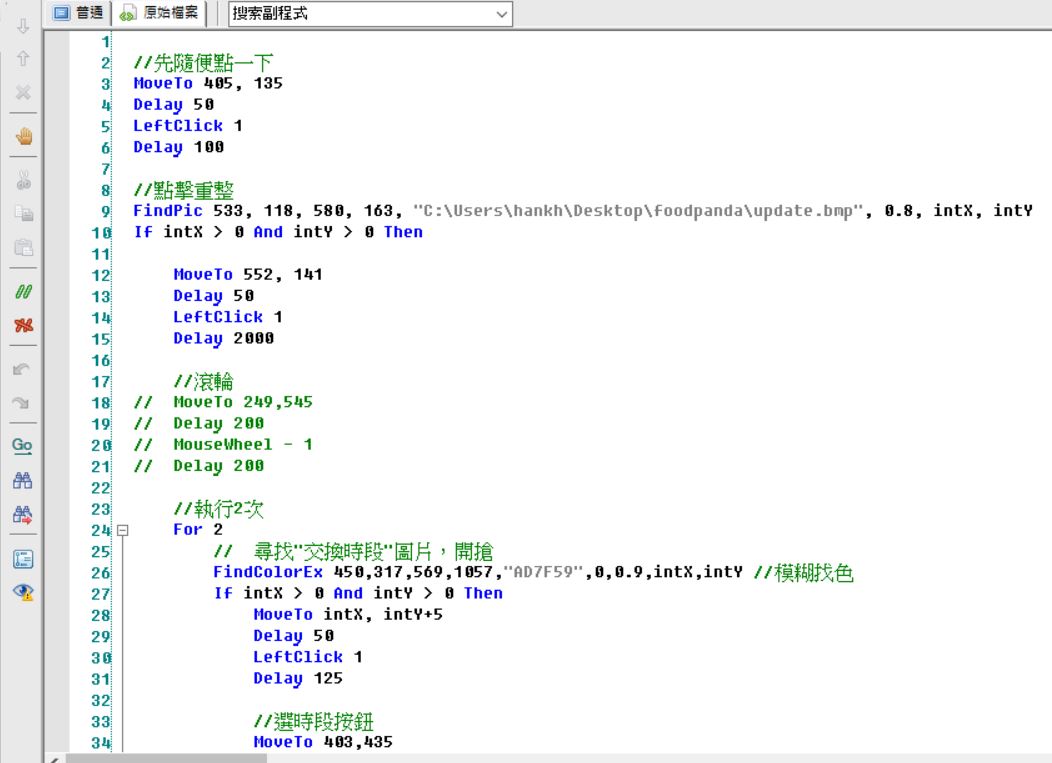 普通 原始檔案 搜索副程式
1
2 //先隨便點一下
3 MoveTo 405, 135
4 Delay 50
5 LeftClick 1
6 Delay 100
7
8 //點擊重整
9 FindPic 533, 118, 580, 163, "C:\Users\hankh\Desktop\foodpanda\update.bmp", 0.8, intX, intY
10 If intX > 0 And intY > 0 Then
11
12 MoveTo 552, 141
13 Delay 50
14 LeftClick 1
15 Delay 2000
16
17 //滾輪
18 // MoveTo 249,545
19 // Delay 200
20 // MouseWheel - 1
21 // Delay 200
22
23 //執行2次
24 For 2
25 // 尋找"交換時段"圖片，開搶
26 FindColorEx 450,317,569,1057,"AD7F59",0,0.9,intX,intY //模糊找色
27 If intX > 0 And intY > 0 Then
28 MoveTo intX, intY+5
29 Delay 50
30 LeftClick 1
31 Delay 125
32
33 //選時段按鈕
34 MoveTo 403,435
Go